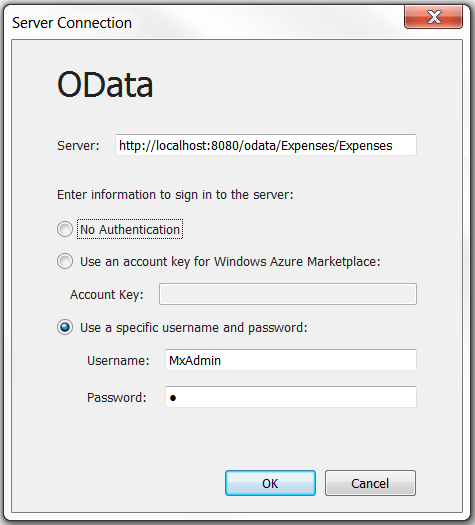 Server Connection
OData
Server: http://localhost:8080/odata/Expenses/Expenses
Enter information to sign in to the server:
No Authentication
Use an account key for Windows Azure Marketplace:
Account Key:
Use a specific username and password:
Username: MxAdmin
Password: ●
OK Cancel